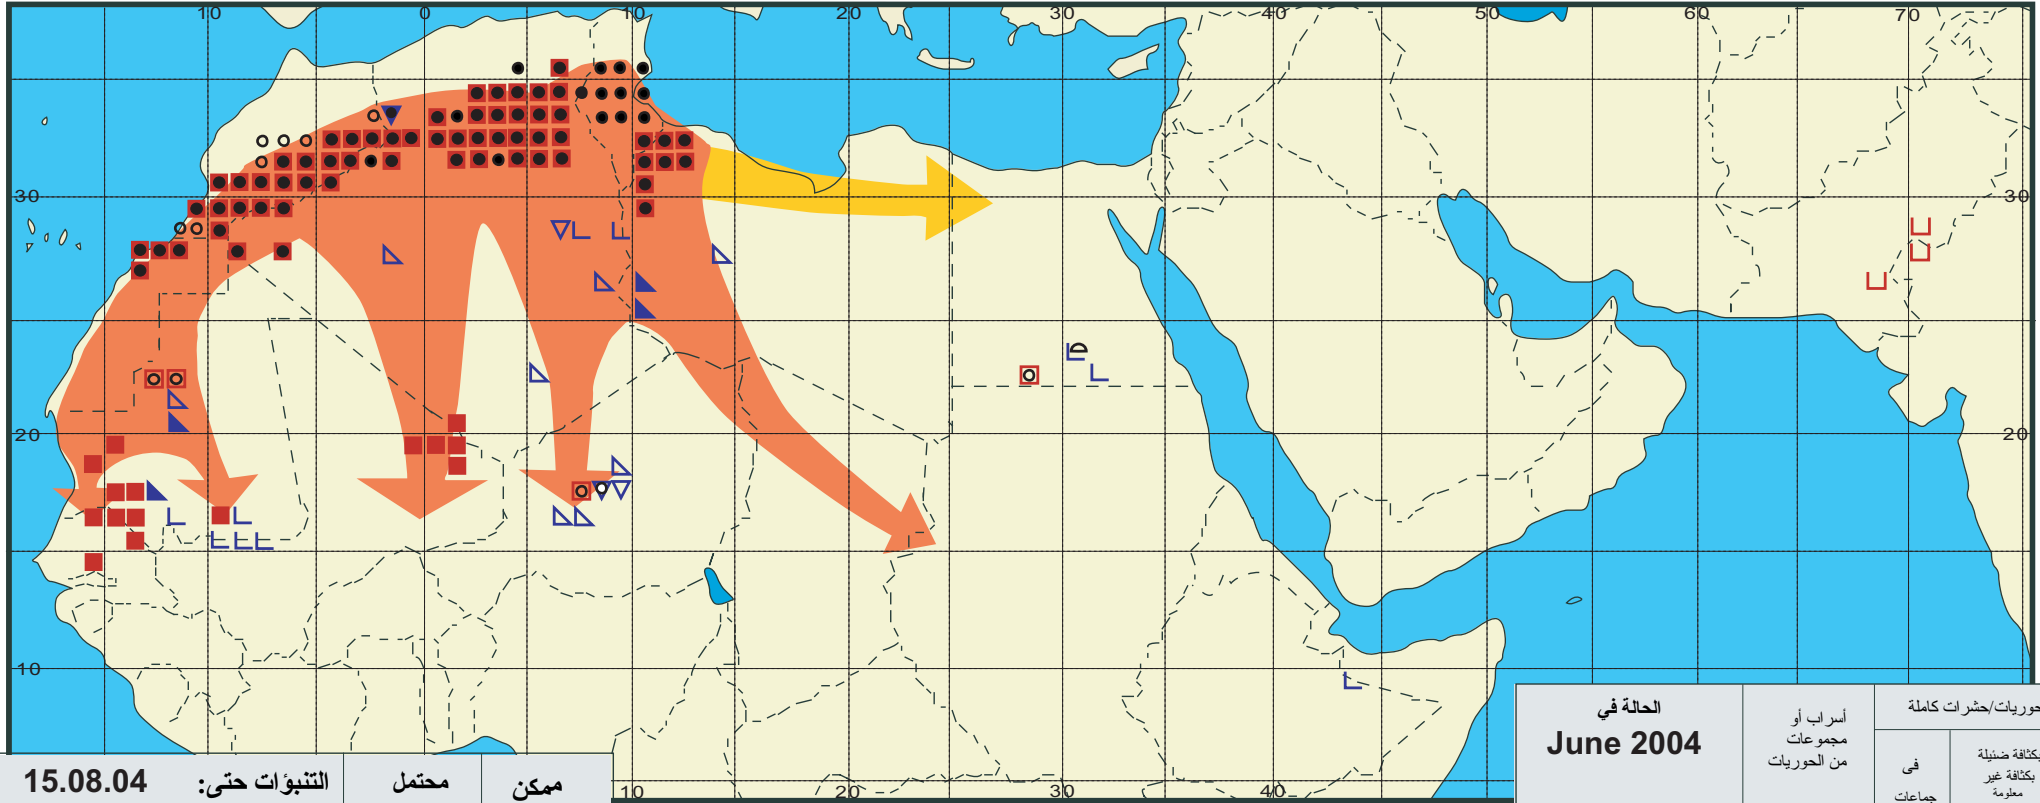 10 0 10 20 30 40 50 60 70
30 30
20 20
10
10 20 30 40
الحالة في
June 2004
أسراب أو
مجموعات
من الحوريات
حوريات/حشرات كاملة
فى
جماعات
بكثافة ضئيلة
بكثافة غير
معلومة
التنبؤات حتى: 15.08.04
محتمل
ممكن